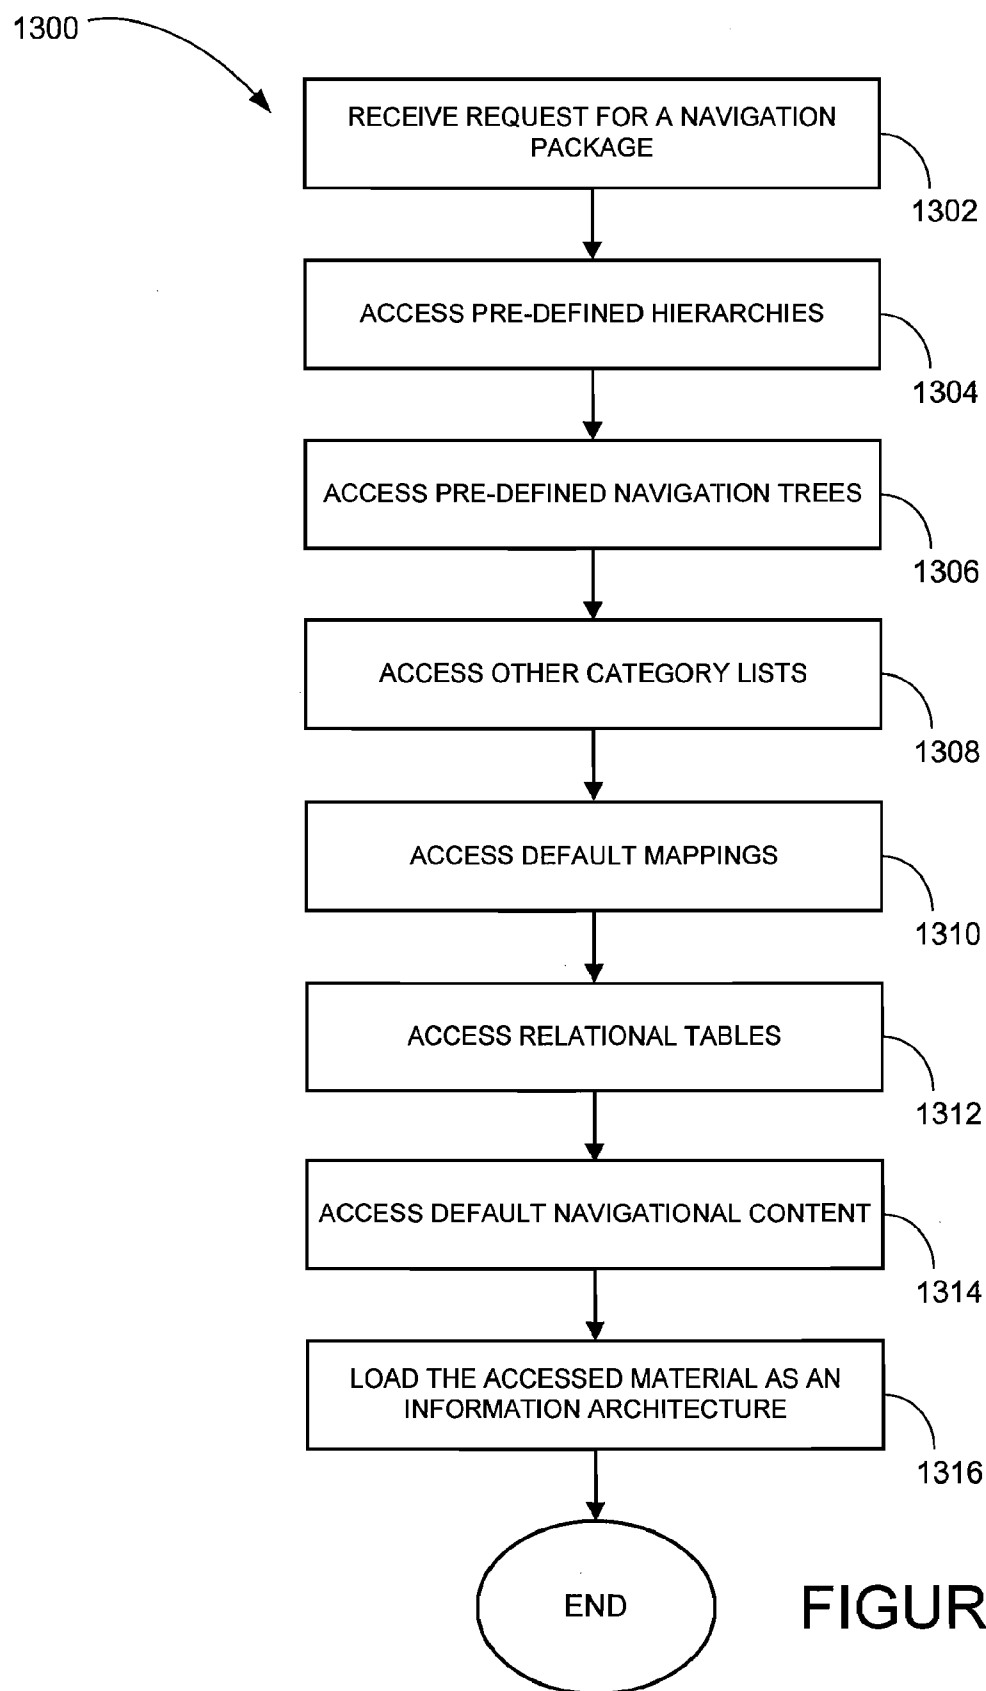 1300
RECEIVE REQUEST FOR A NAVIGATION
PACKAGE
1302
ACCESS PRE-DEFINED HIERARCHIES
1304
ACCESS PRE-DEFINED NAVIGATION TREES
1306
ACCESS OTHER CATEGORY LISTS
1308
ACCESS DEFAULT MAPPINGS
1310
ACCESS RELATIONAL TABLES
1312
ACCESS DEFAULT NAVIGATIONAL CONTENT
1314
LOAD THE ACCESSED MATERIAL AS AN
INFORMATION ARCHITECTURE
1316
END
FIGUR